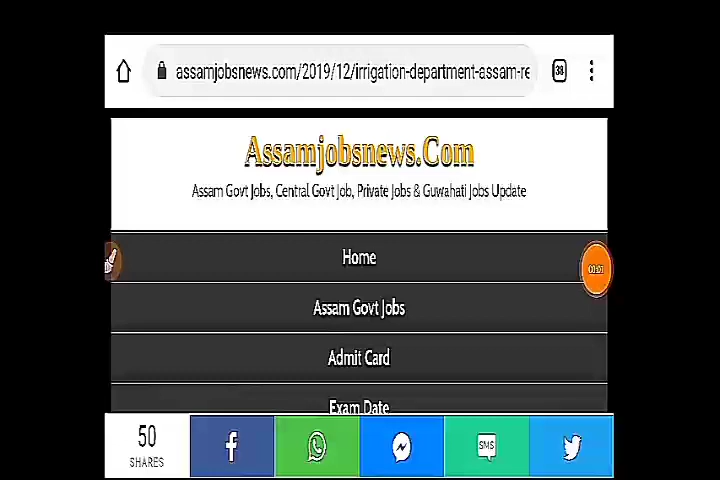 assamjobsnews.com/2019/12/irrigation-department-assam-re
38
Assamjobsnews.Com
Assam Govt Jobs, Central Govt Job, Private Jobs & Guwahati Jobs Update
Home
Assam Govt Jobs
Admit Card
Exam Date
50
SHARES
SMS